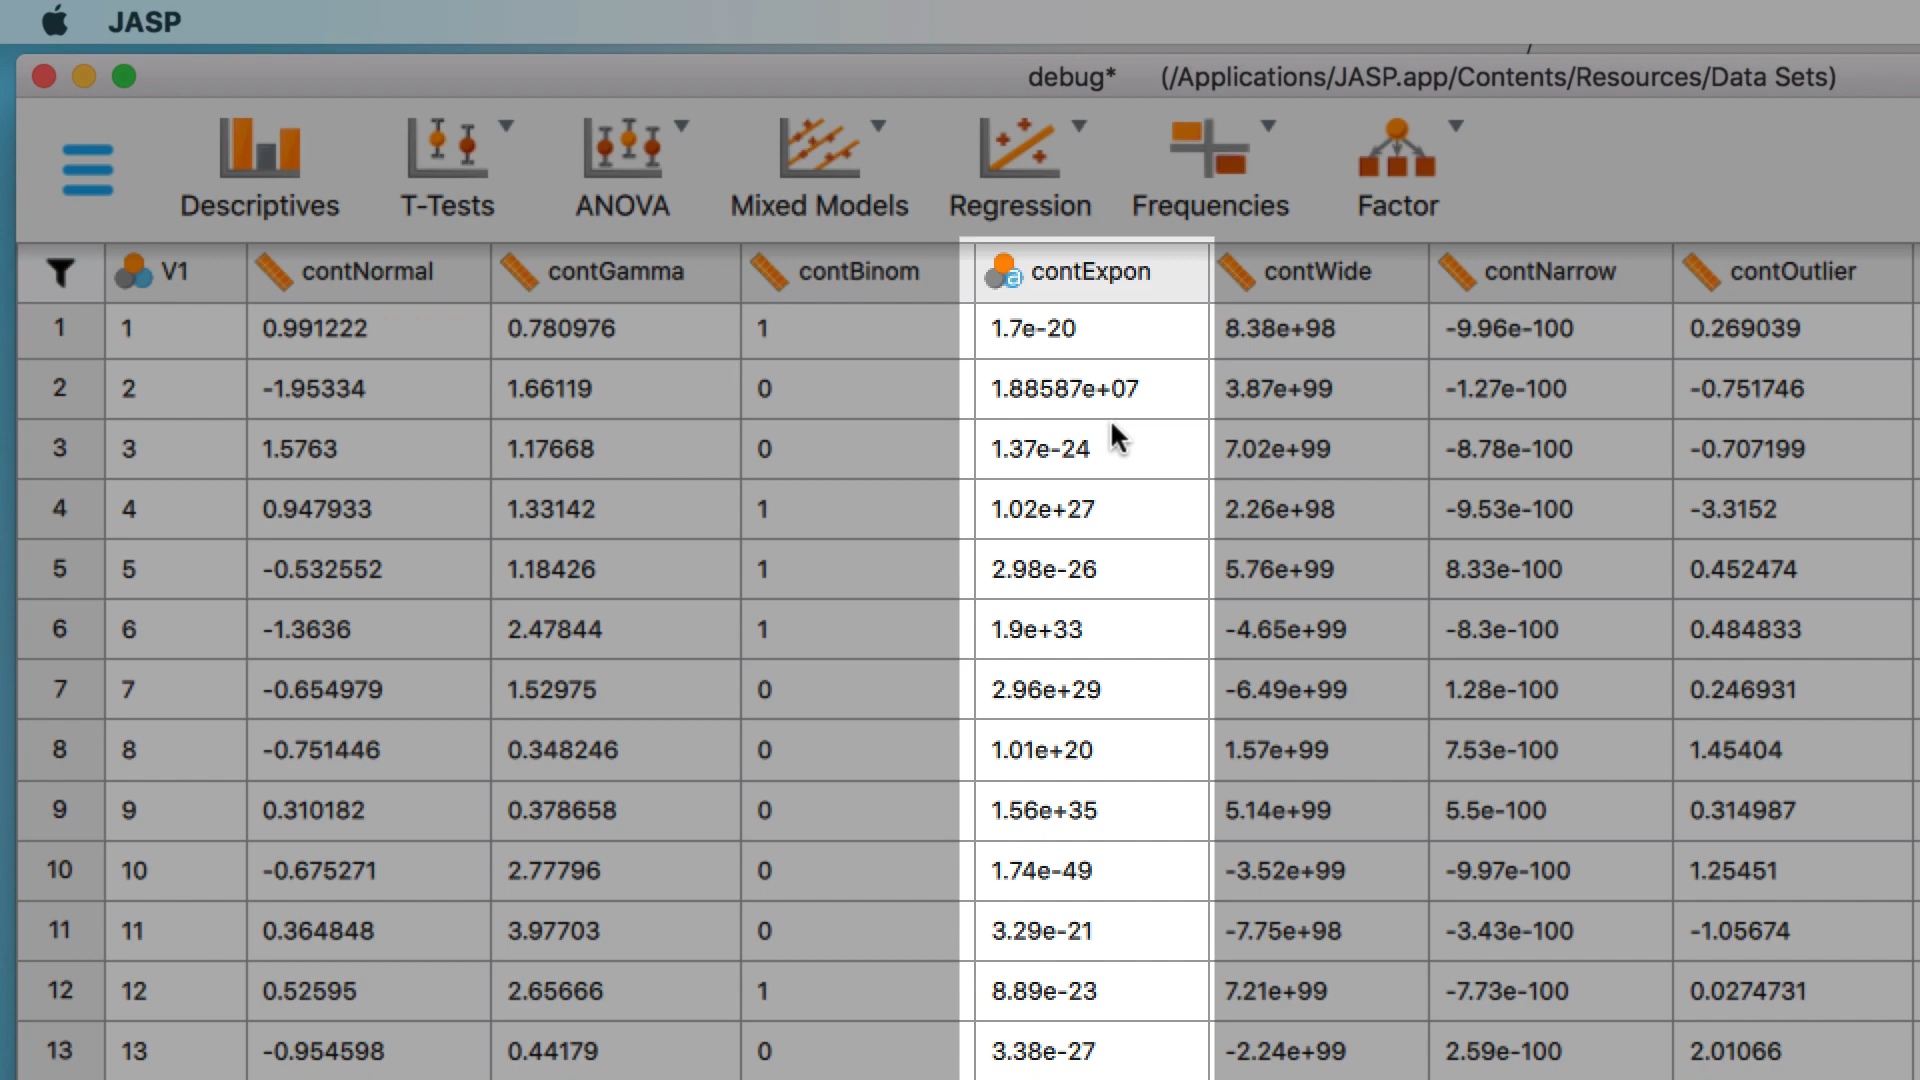 JASP
debug* (/Applications/JASP.app/Contents/Resources/Data Sets)
Descriptives T-Tests ANOVA Mixed Models Regression Frequencies Factor
V1 contNormal contGamma contBinom contExpon contWide contNarrow contOutlier
1 1 0.991222 0.780976 1 1.7e-20 8.38e+98 -9.96e-100 0.269039
2 2 -1.95334 1.66119 0 1.88587e+07 3.87e+99 -1.27e-100 -0.751746
3 3 1.5763 1.17668 0 1.37e-24 7.02e+99 -8.78e-100 -0.707199
4 4 0.947933 1.33142 1 1.02e+27 2.26e+98 -9.53e-100 -3.3152
5 5 -0.532552 1.18426 1 2.98e-26 5.76e+99 8.33e-100 0.452474
6 6 -1.3636 2.47844 1 1.9e+33 -4.65e+99 -8.3e-100 0.484833
7 7 -0.654979 1.52975 0 2.96e+29 -6.49e+99 1.28e-100 0.246931
8 8 -0.751446 0.348246 0 1.01e+20 1.57e+99 7.53e-100 1.45404
9 9 0.310182 0.378658 0 1.56e+35 5.14e+99 5.5e-100 0.314987
10 10 -0.675271 2.77796 0 1.74e-49 -3.52e+99 -9.97e-100 1.25451
11 11 0.364848 3.97703 0 3.29e-21 -7.75e+98 -3.43e-100 -1.05674
12 12 0.52595 2.65666 1 8.89e-23 7.21e+99 -7.73e-100 0.0274731
13 13 -0.954598 0.44179 0 3.38e-27 -2.24e+99 2.59e-100 2.01066